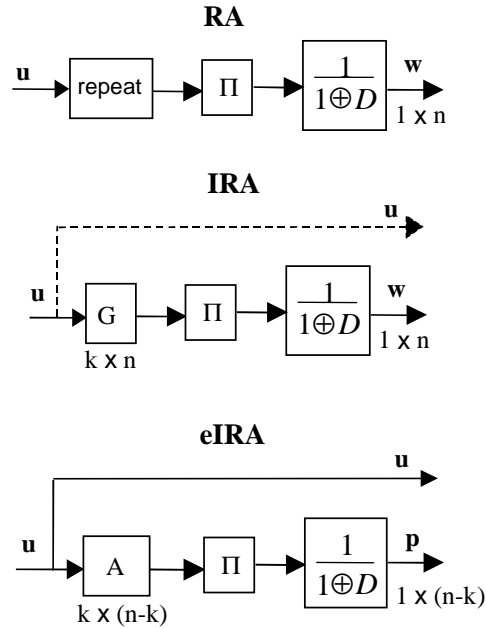 RA
u
repeat
Π
1
1⊕D
w
1 x n
IRA
u
u
G
k x n
Π
1
1⊕D
w
1 x n
eIRA
u
u
A
k x (n-k)
Π
1
1⊕D
p
1 x (n-k)